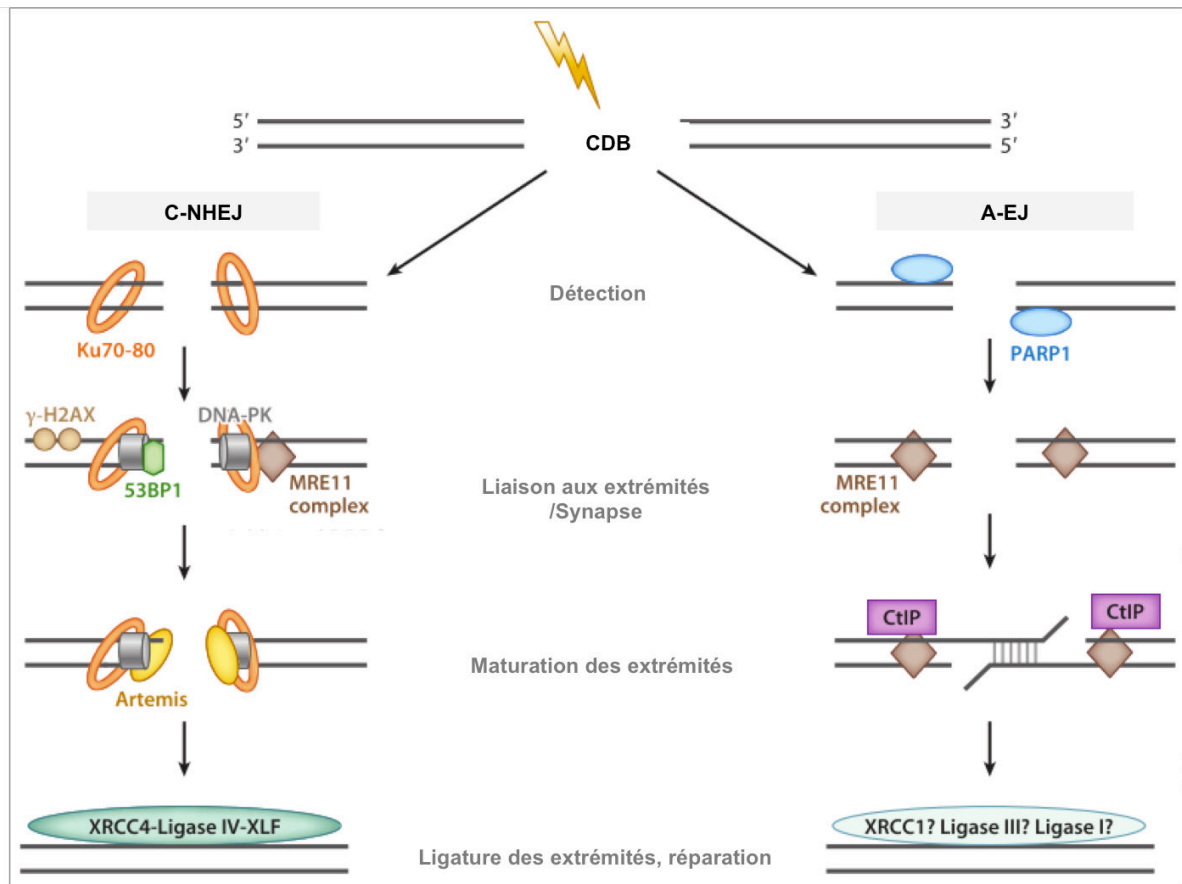 5′
3′
CDB
3′
5′
C-NHEJ
A-EJ
Détection
Ku70-80
PARP1
γ-H2AX
DNA-PK
53BP1
MRE11
complex
Liaison aux extrémités
/Synapse
MRE11
complex
CtIP
CtIP
Maturation des extrémités
Artemis
XRCC4-Ligase IV-XLF
XRCC1? Ligase III? Ligase I?
Ligature des extrémités, réparation